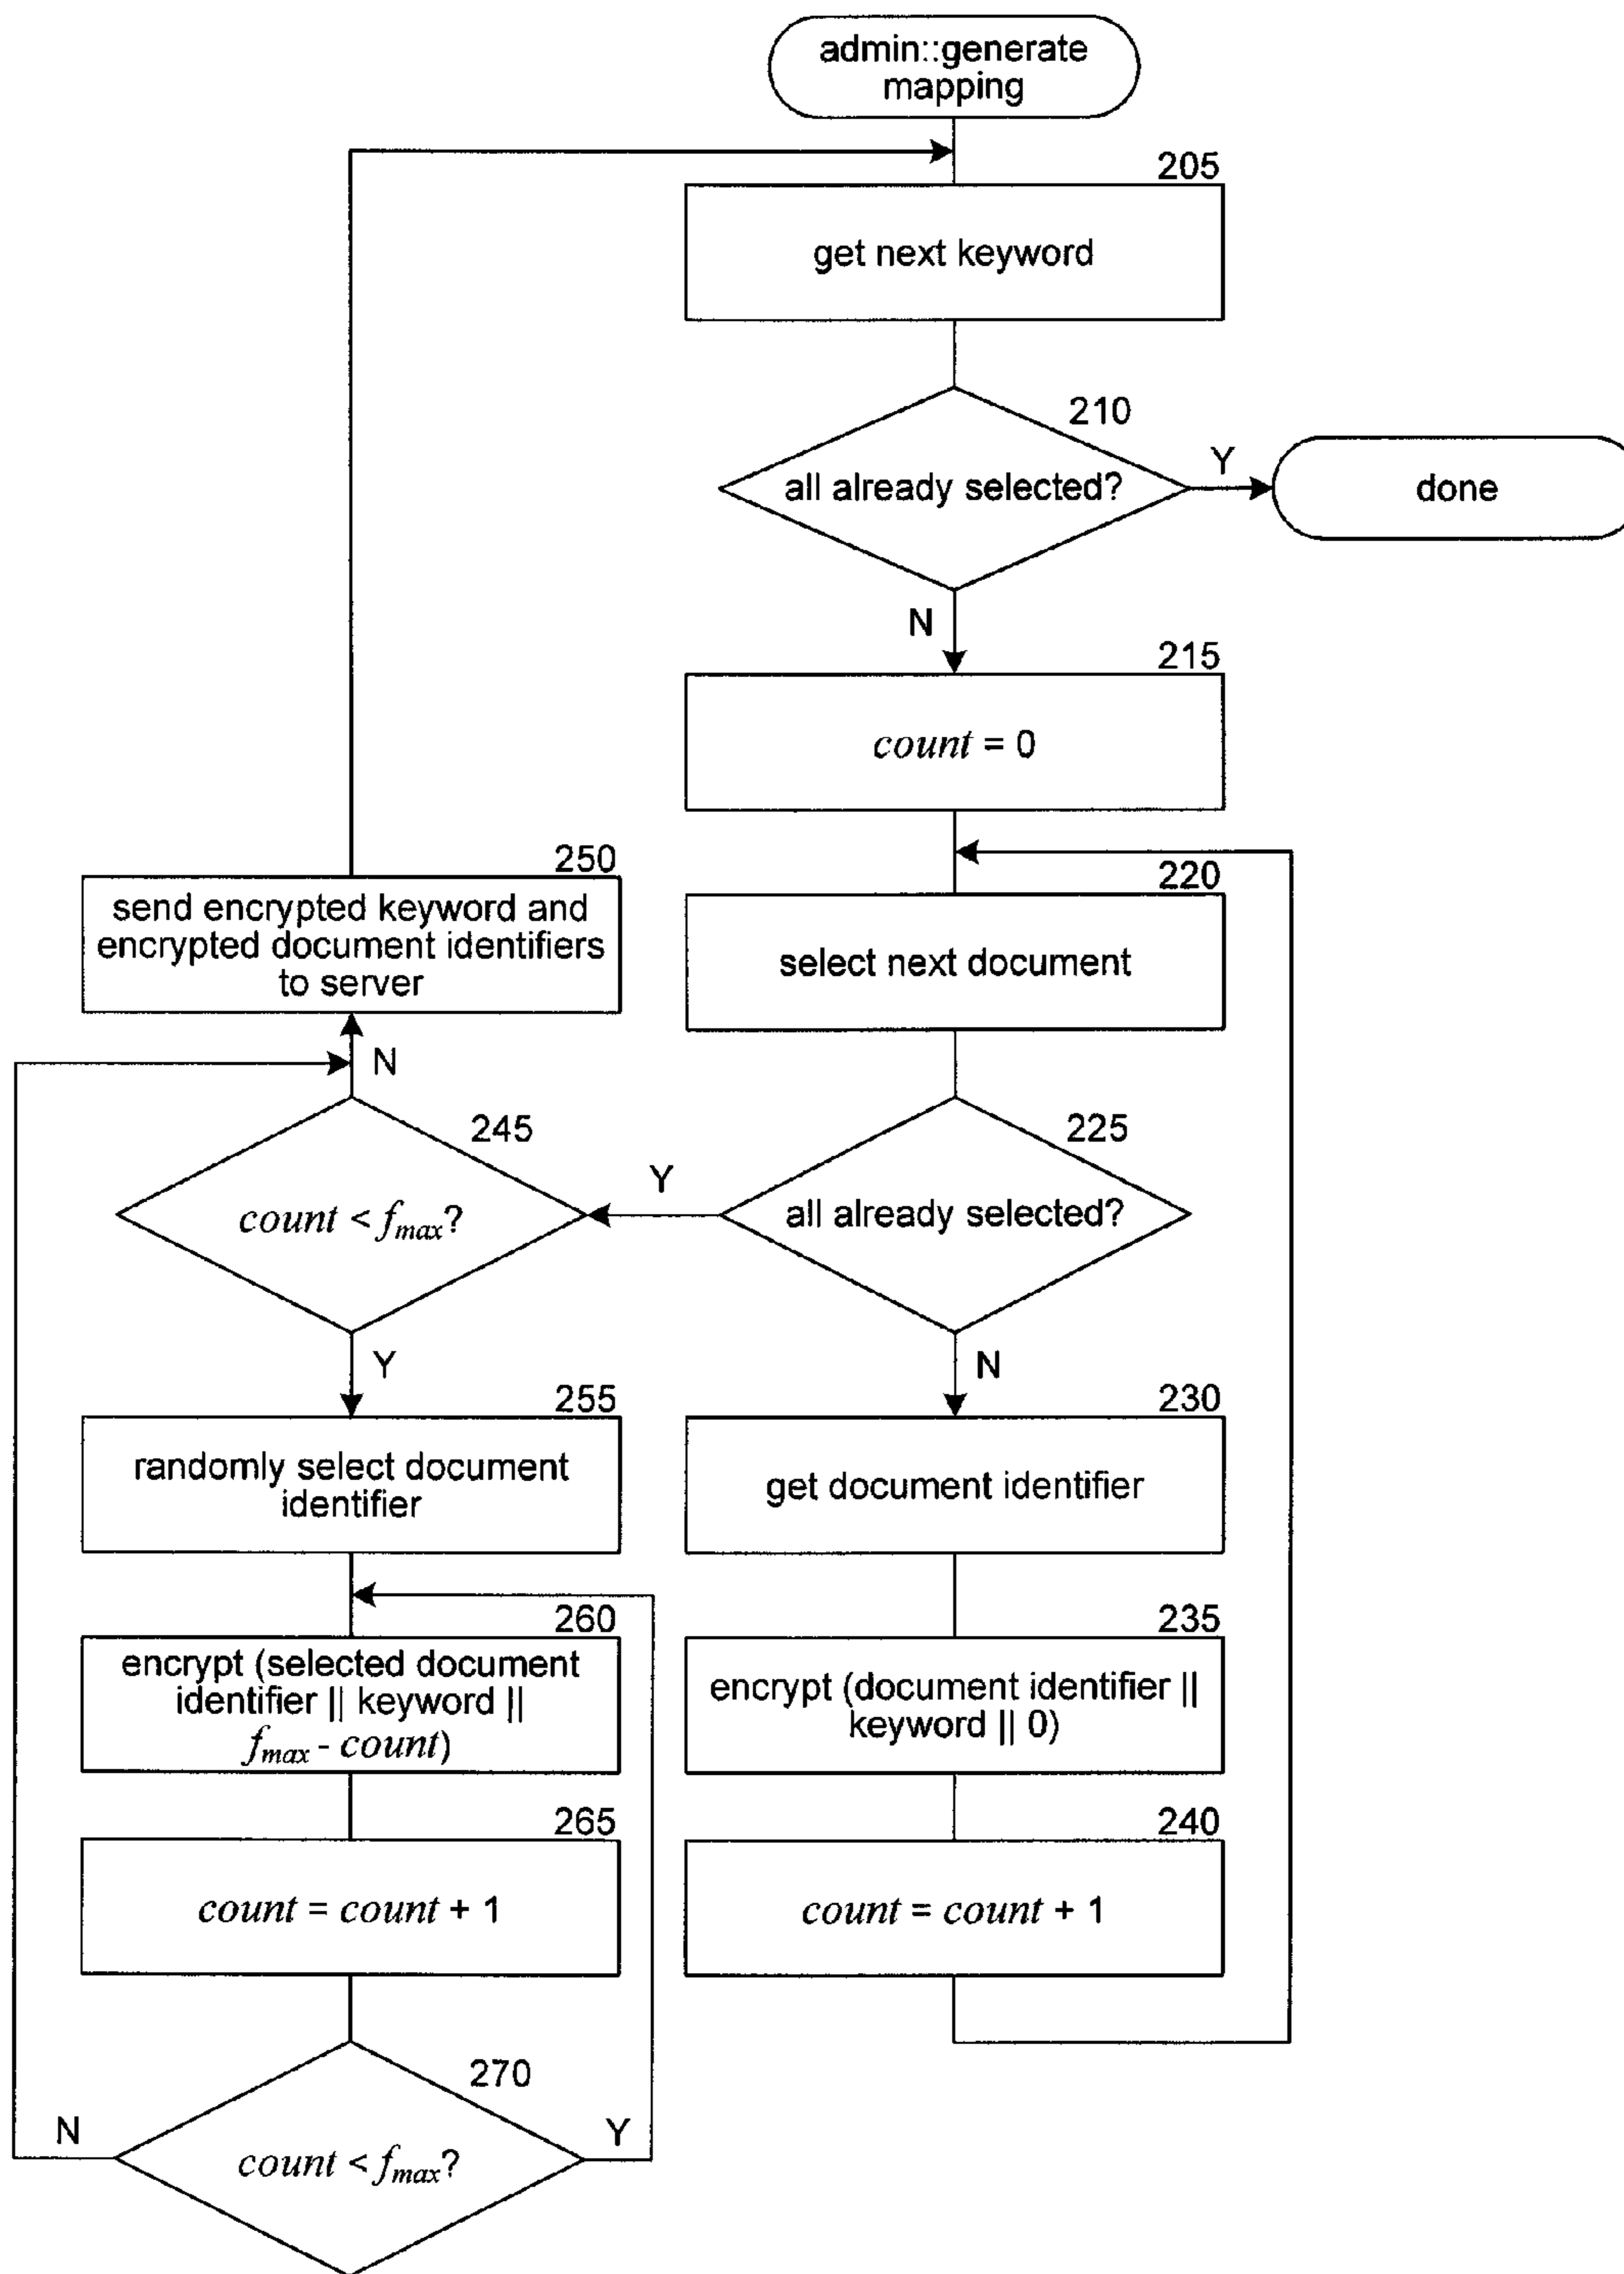 admin::generate
mapping
205
get next keyword
210
all already selected?
Y
done
N
215
count = 0
250
send encrypted keyword and
encrypted document identifiers
to server
220
select next document
N
245
count < fmax?
Y
225
all already selected?
Y
N
255
randomly select document
identifier
230
get document identifier
260
encrypt (selected document
identifier || keyword ||
fmax - count)
235
encrypt (document identifier ||
keyword || 0)
265
count = count + 1
240
count = count + 1
270
N
count < fmax?
Y